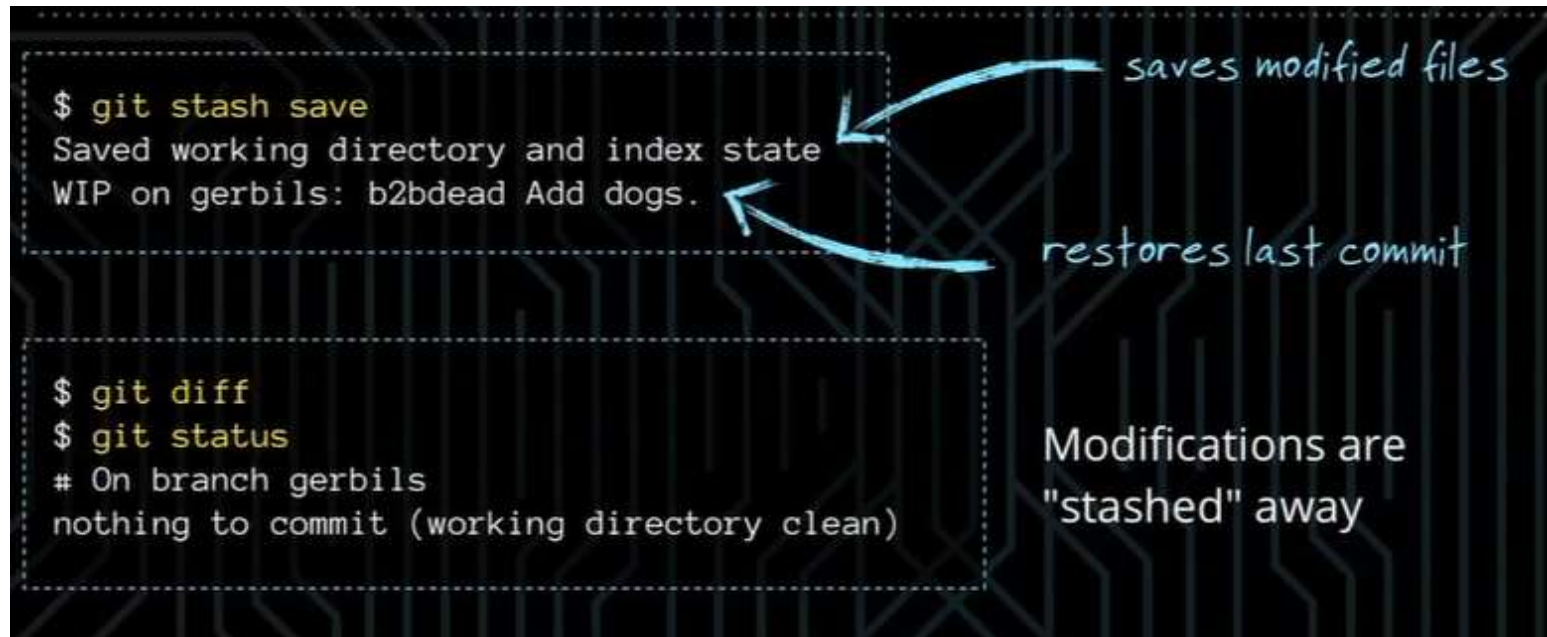 $ git stash save
Saved working directory and index state
WIP on gerbils: b2bdead Add dogs.
saves modified files
restores last commit
$ git diff
$ git status
# On branch gerbils
nothing to commit (working directory clean)
Modifications are
"stashed" away